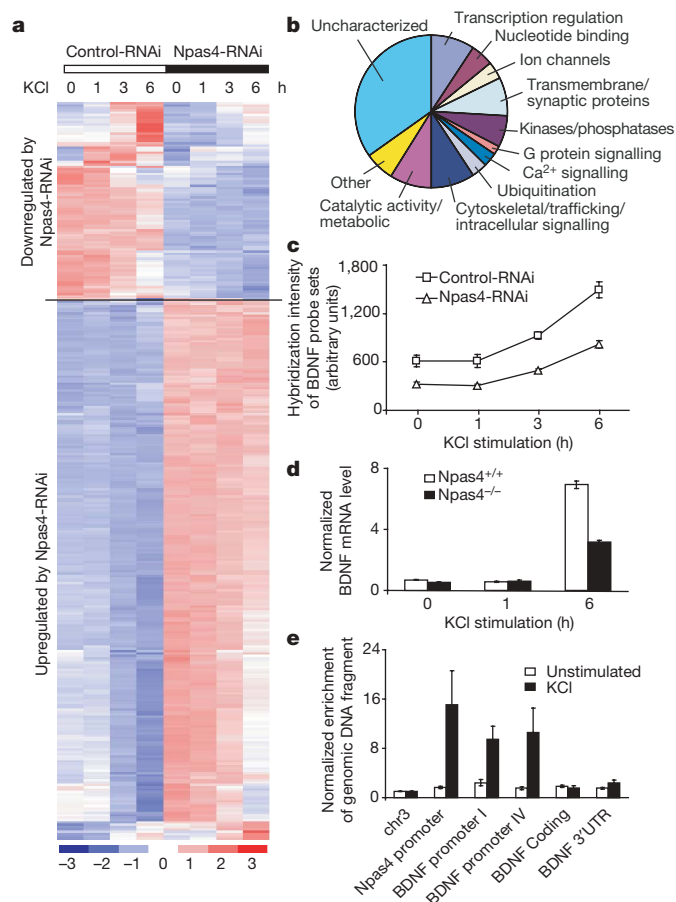 a
Control-RNAi Npas4-RNAi
KCl 0 1 3 6 0 1 3 6 h
Downregulated by
Npas4-RNAi
Upregulated by Npas4-RNAi
–3 –2 –1 0 1 2 3
b
Uncharacterized
Transcription regulation
Nucleotide binding
Ion channels
Transmembrane/
synaptic proteins
Kinases/phosphatases
G protein signalling
Ca2+ signalling
Ubiquitination
Cytoskeletal/trafficking/
intracellular signalling
Catalytic activity/
metabolic
Other
c
Hybridization intensity
of BDNF probe sets
(arbitrary units)
1,800
1,200
600
0
Control-RNAi
Npas4-RNAi
0 1 3 6
KCl stimulation (h)
d
Normalized
BDNF mRNA level
8
4
0
Npas4+/+
Npas4–/–
0 1 6
KCl stimulation (h)
e
Normalized enrichment
of genomic DNA fragment
24
16
8
0
Unstimulated
KCl
chr3
Npas4 promoter
BDNF promoter I
BDNF promoter IV
BDNF Coding
BDNF 3'UTR